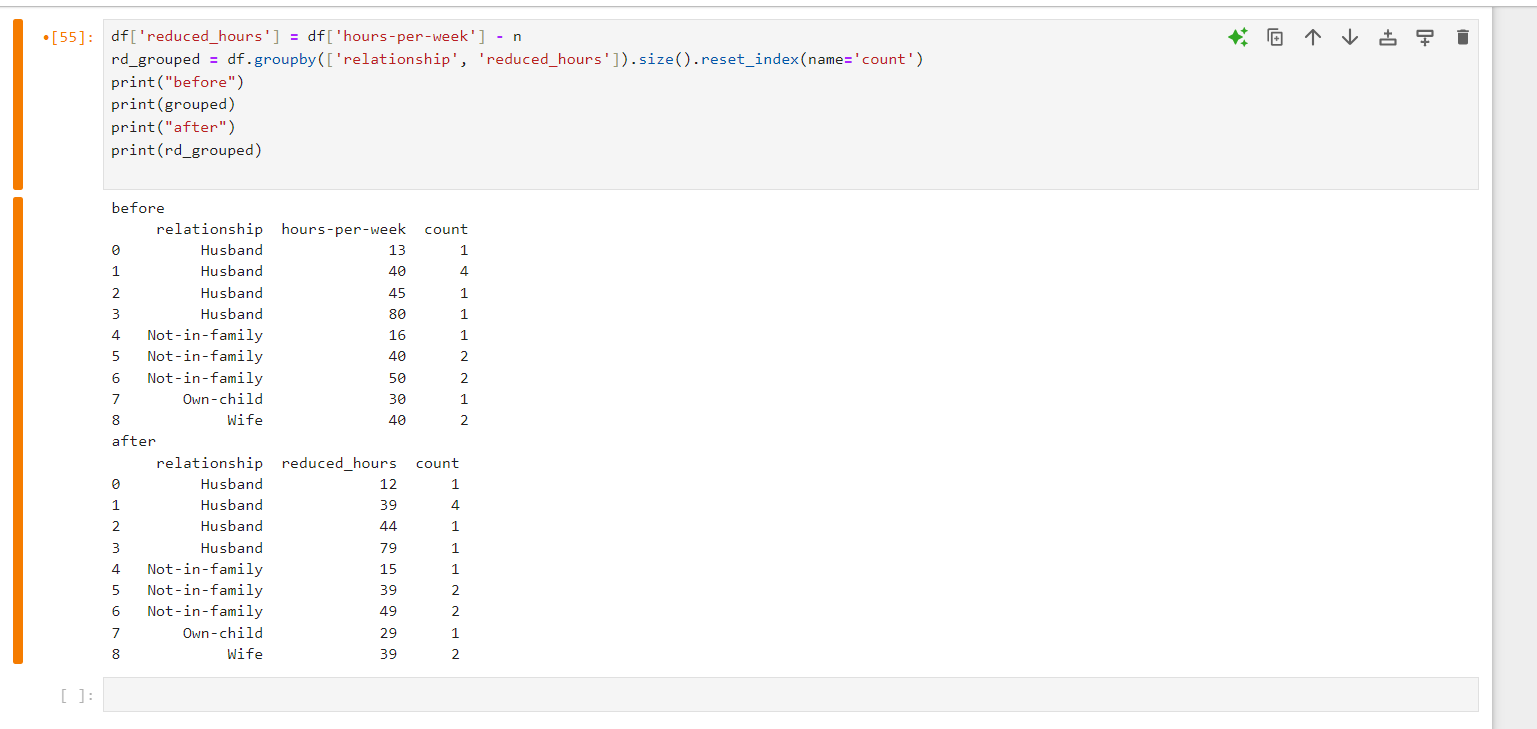 •[55]: df['reduced_hours'] = df['hours-per-week'] - n
rd_grouped = df.groupby(['relationship', 'reduced_hours']).size().reset_index(name='count')
print("before")
print(grouped)
print("after")
print(rd_grouped)
before
relationship hours-per-week count
0 Husband 13 1
1 Husband 40 4
2 Husband 45 1
3 Husband 80 1
4 Not-in-family 16 1
5 Not-in-family 40 2
6 Not-in-family 50 2
7 Own-child 30 1
8 Wife 40 2
after
relationship reduced_hours count
0 Husband 12 1
1 Husband 39 4
2 Husband 44 1
3 Husband 79 1
4 Not-in-family 15 1
5 Not-in-family 39 2
6 Not-in-family 49 2
7 Own-child 29 1
8 Wife 39 2
[ ]: